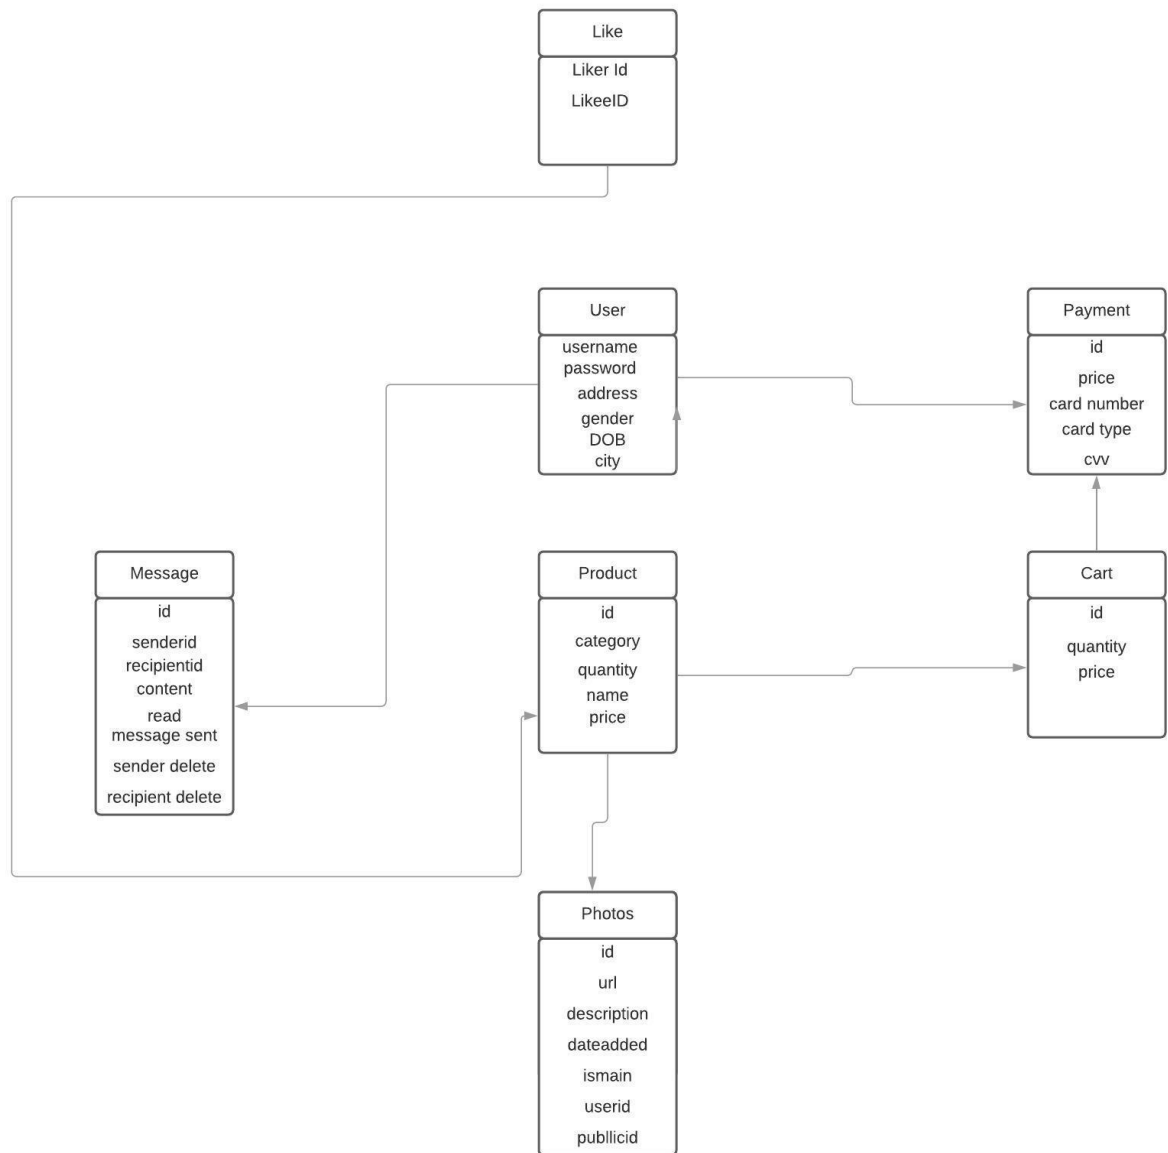 Like
Liker Id
LikeeID
User
username
password
address
gender
DOB
city
Payment
id
price
card number
card type
cvv
Message
id
senderid
recipientid
content
read
message sent
sender delete
recipient delete
Product
id
category
quantity
name
price
Cart
id
quantity
price
Photos
id
url
description
dateadded
ismain
userid
publlicid